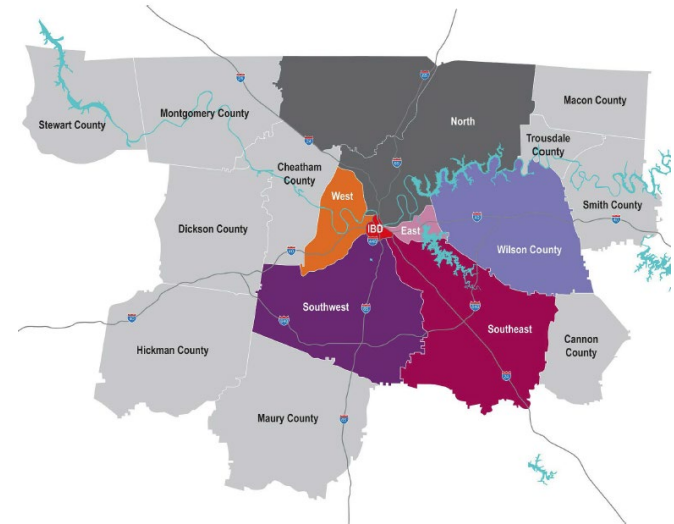 Macon County
Stewart County
Montgomery County
North
Trousdale
County
Cheatham
County
West
Smith County
Dickson County
IBD
East
Wilson County
Southwest
Southeast
Hickman County
Cannon
County
Maury County